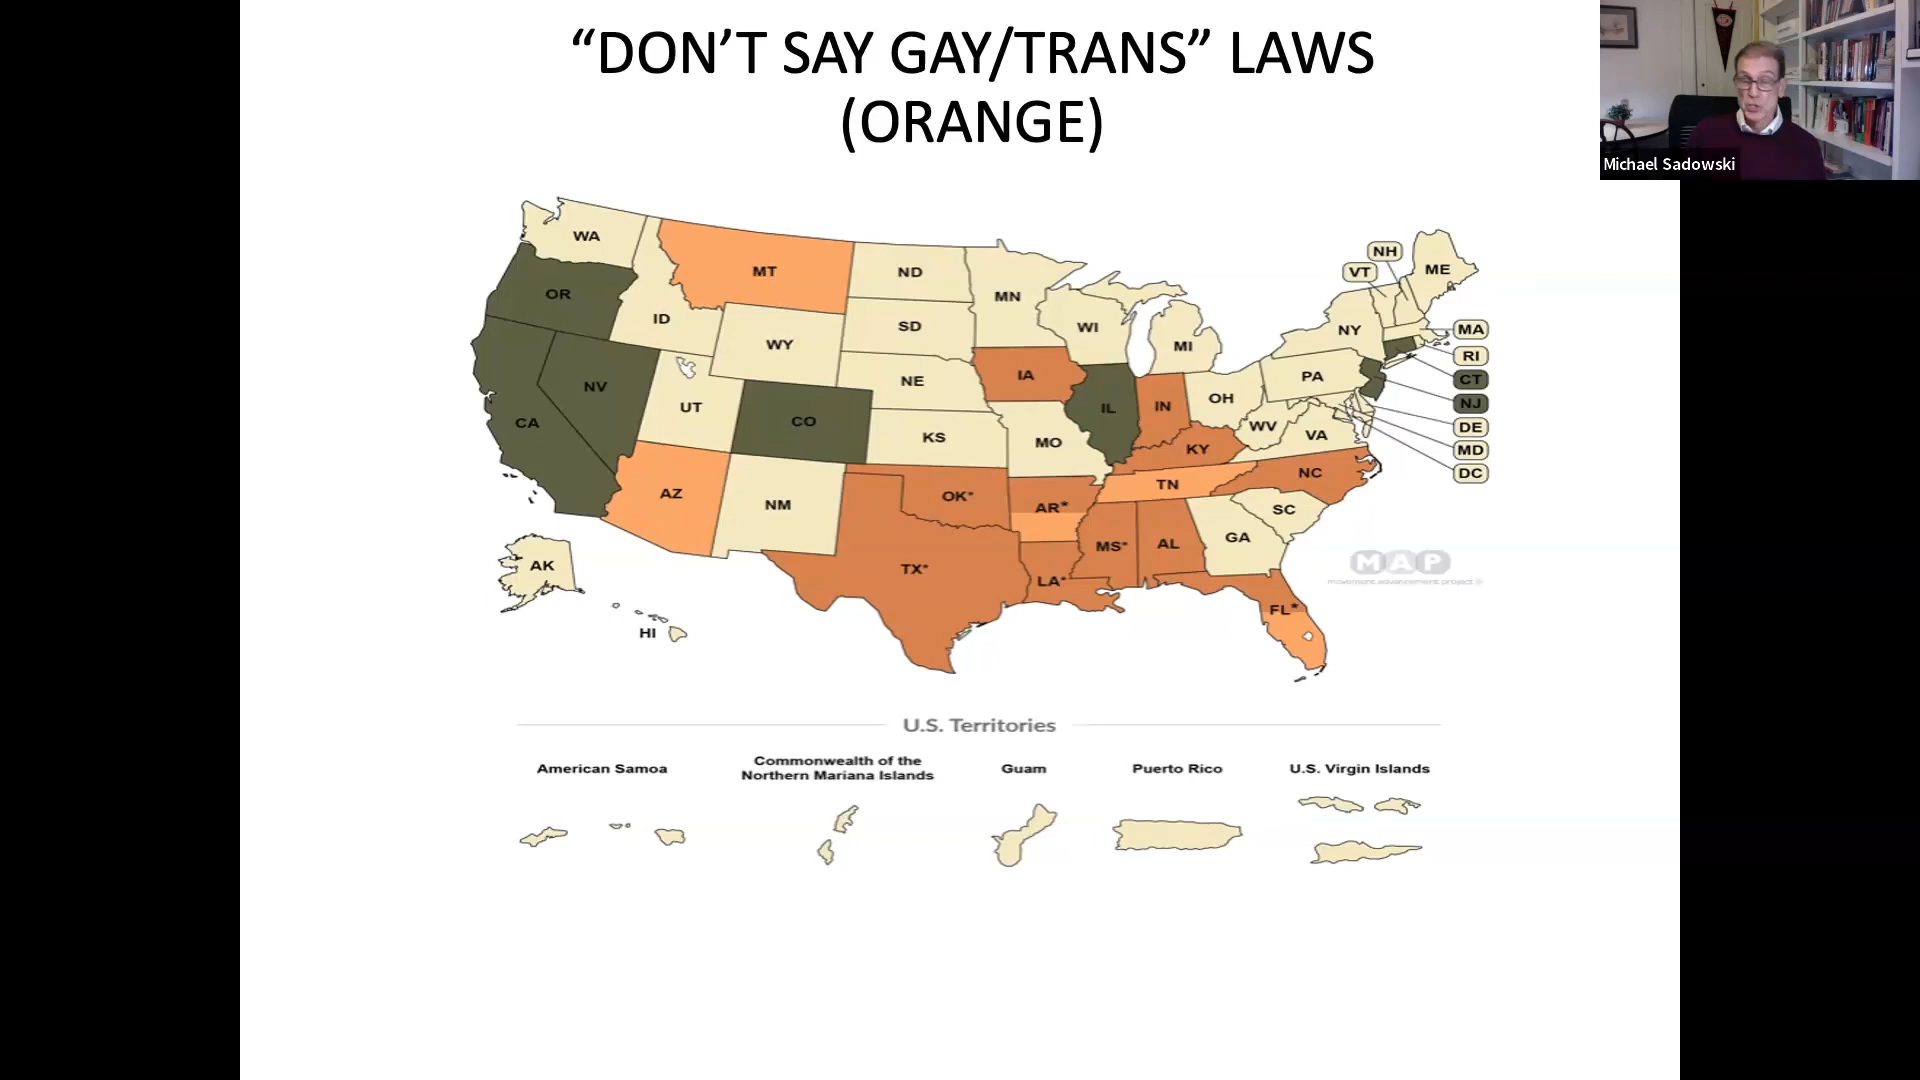 “DON’T SAY GAY/TRANS” LAWS
(ORANGE)
Michael Sadowski
WA
MT
ND
MN
OR
ID
WY
SD
WI
MI
NH
VT
ME
NY
MA
RI
CT
NJ
DE
MD
DC
NV
CA
UT
CO
NE
IA
IL
IN
OH
PA
KS
MO
KY
WV
VA
AZ
NM
OK*
AR*
TN
NC
SC
TX*
LA*
MS*
AL
GA
FL*
AK
HI
MAP
movement advancement project
U.S. Territories
American Samoa
Commonwealth of the
Northern Mariana Islands
Guam
Puerto Rico
U.S. Virgin Islands